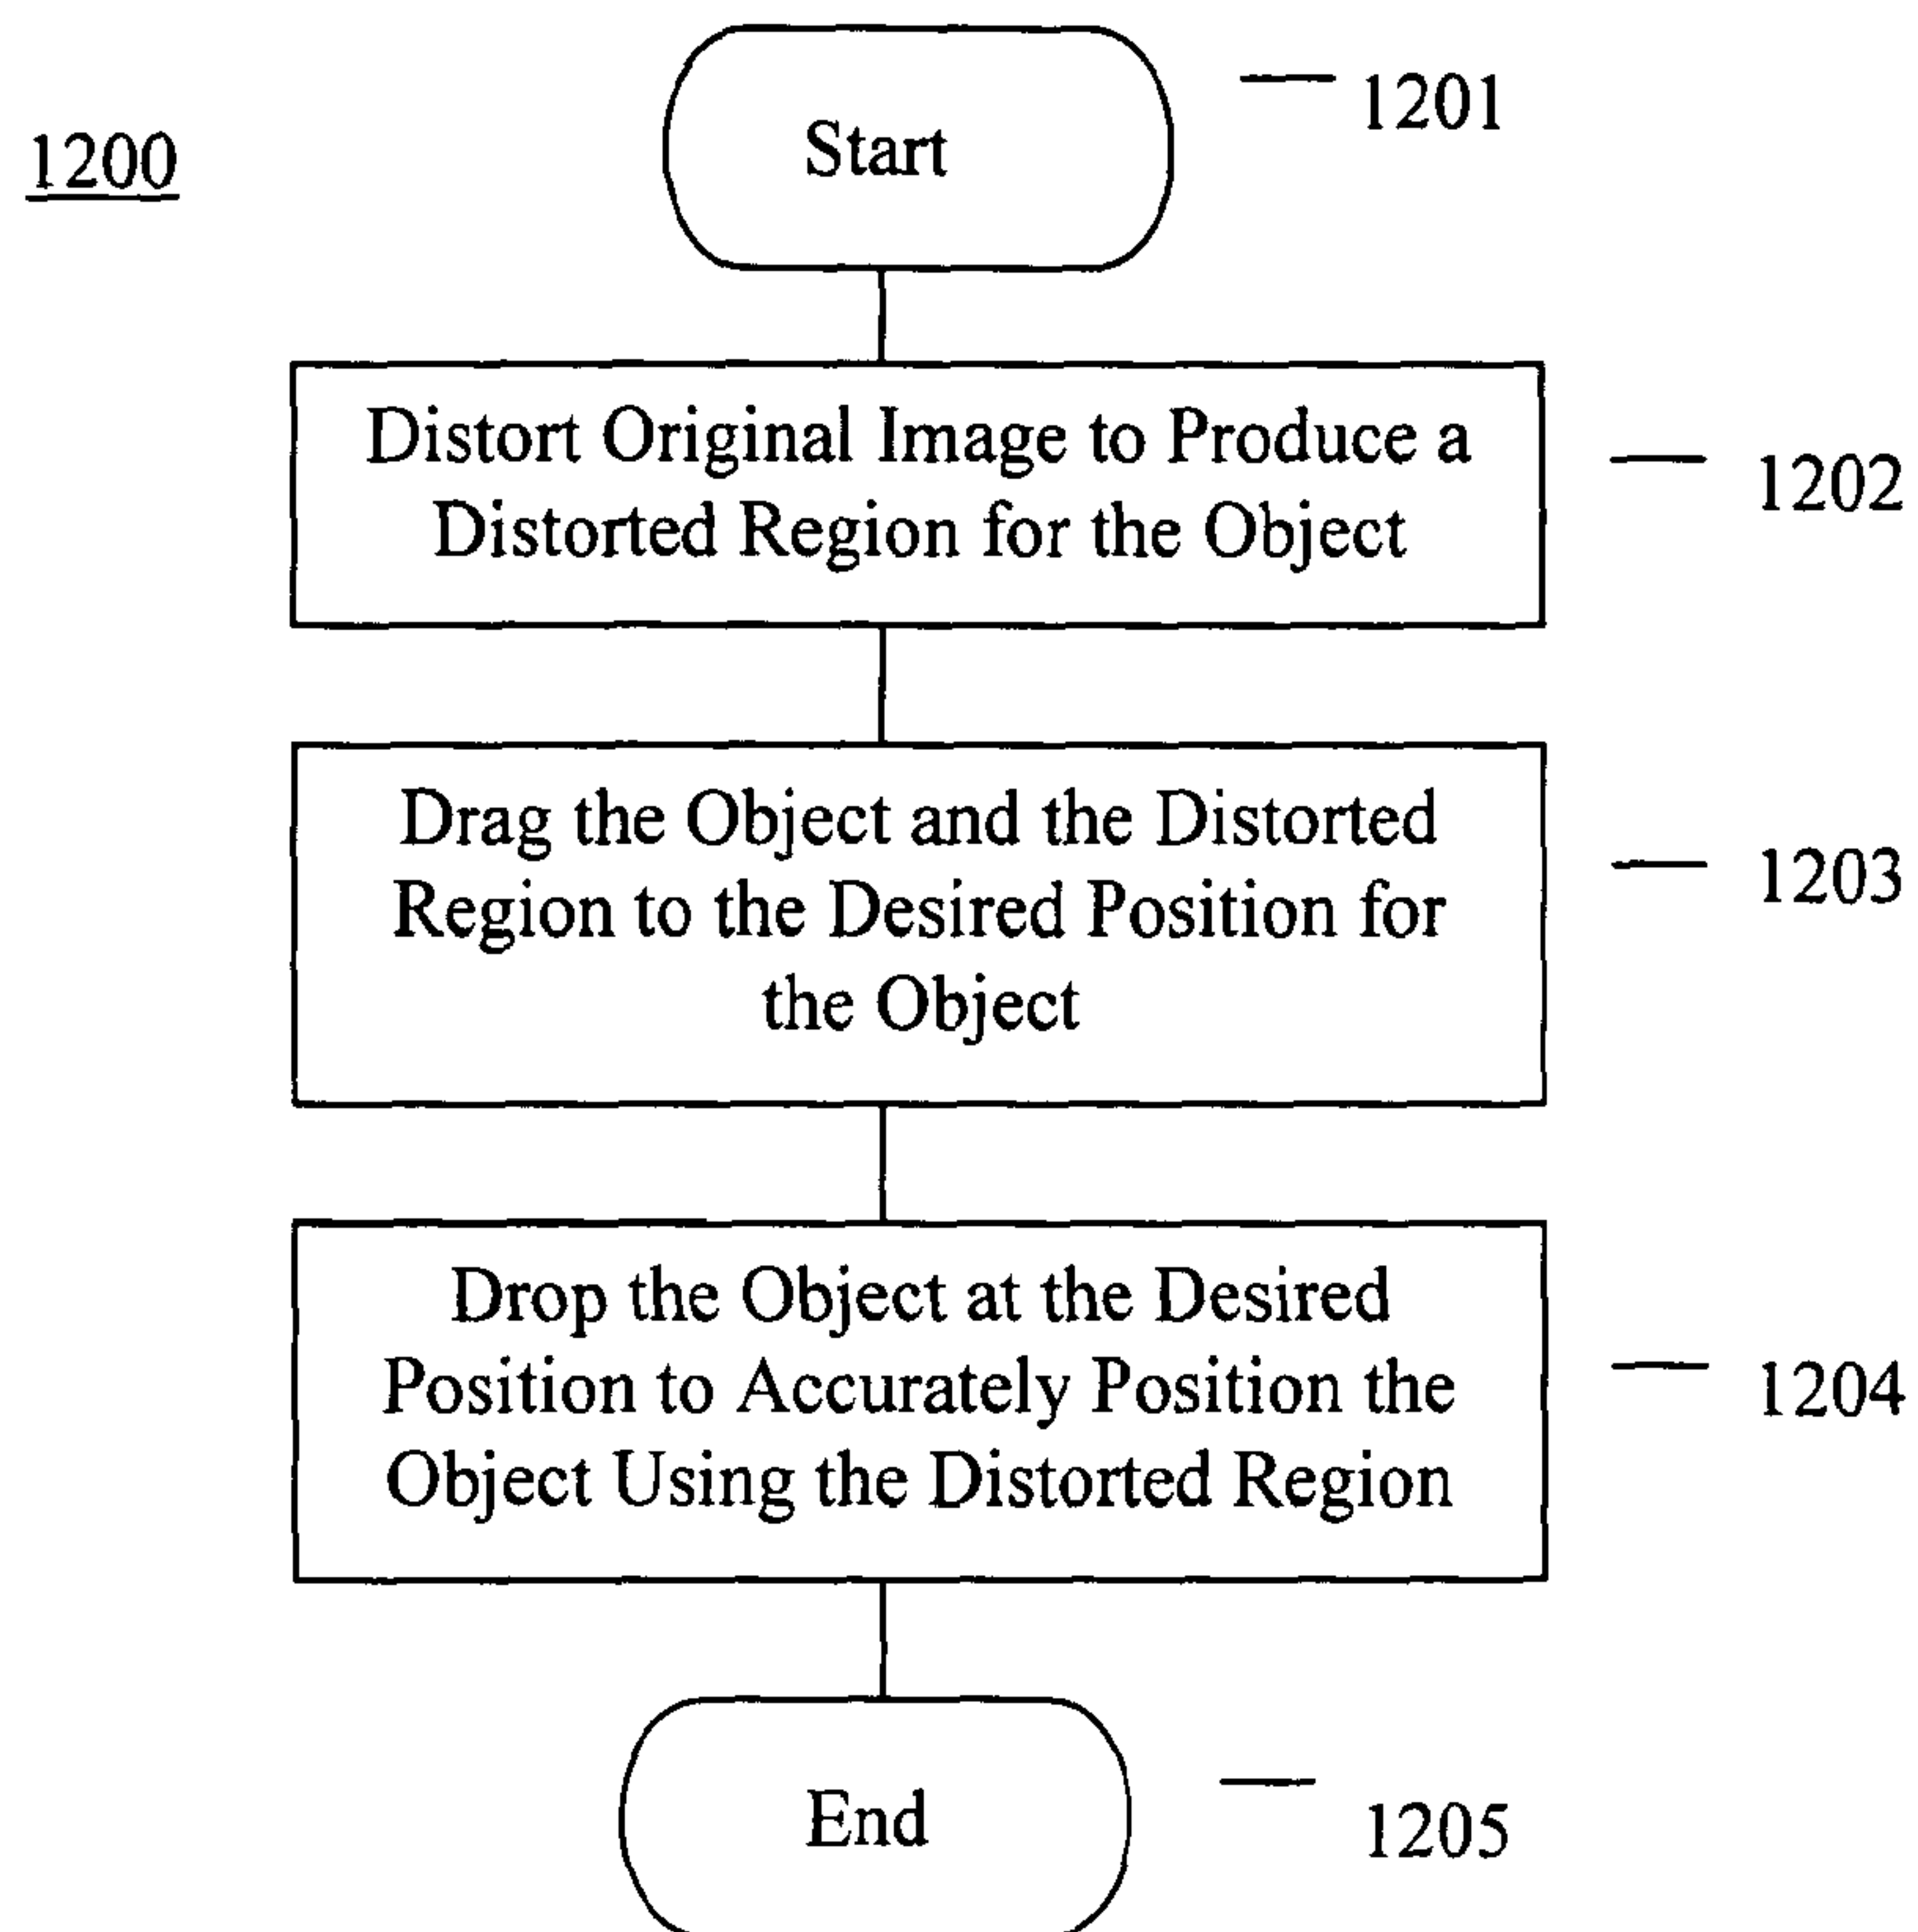 1200
Start
1201
Distort Original Image to Produce a
Distorted Region for the Object
1202
Drag the Object and the Distorted
Region to the Desired Position for
the Object
1203
Drop the Object at the Desired
Position to Accurately Position the
Object Using the Distorted Region
1204
End
1205